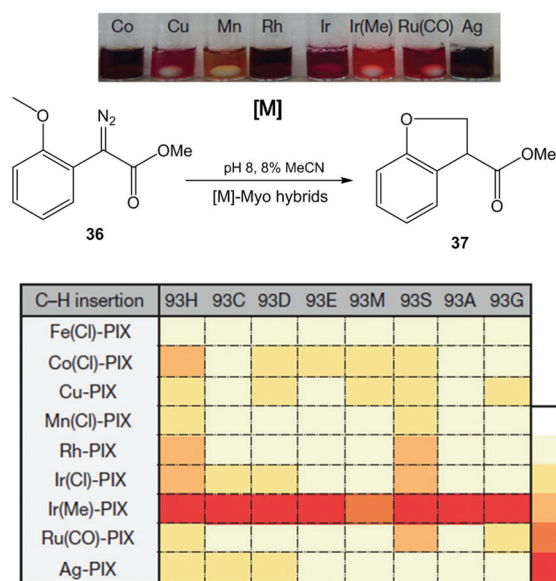 Co Cu Mn Rh Ir Ir(Me) Ru(CO) Ag
[M]
O
N2
OMe
O
36
pH 8, 8% MeCN
[M]-Myo hybrids
O
OMe
O
37
C–H insertion 93H 93C 93D 93E 93M 93S 93A 93G
Fe(Cl)-PIX
Co(Cl)-PIX
Cu-PIX
Mn(Cl)-PIX
Rh-PIX
Ir(Cl)-PIX
Ir(Me)-PIX
Ru(CO)-PIX
Ag-PIX